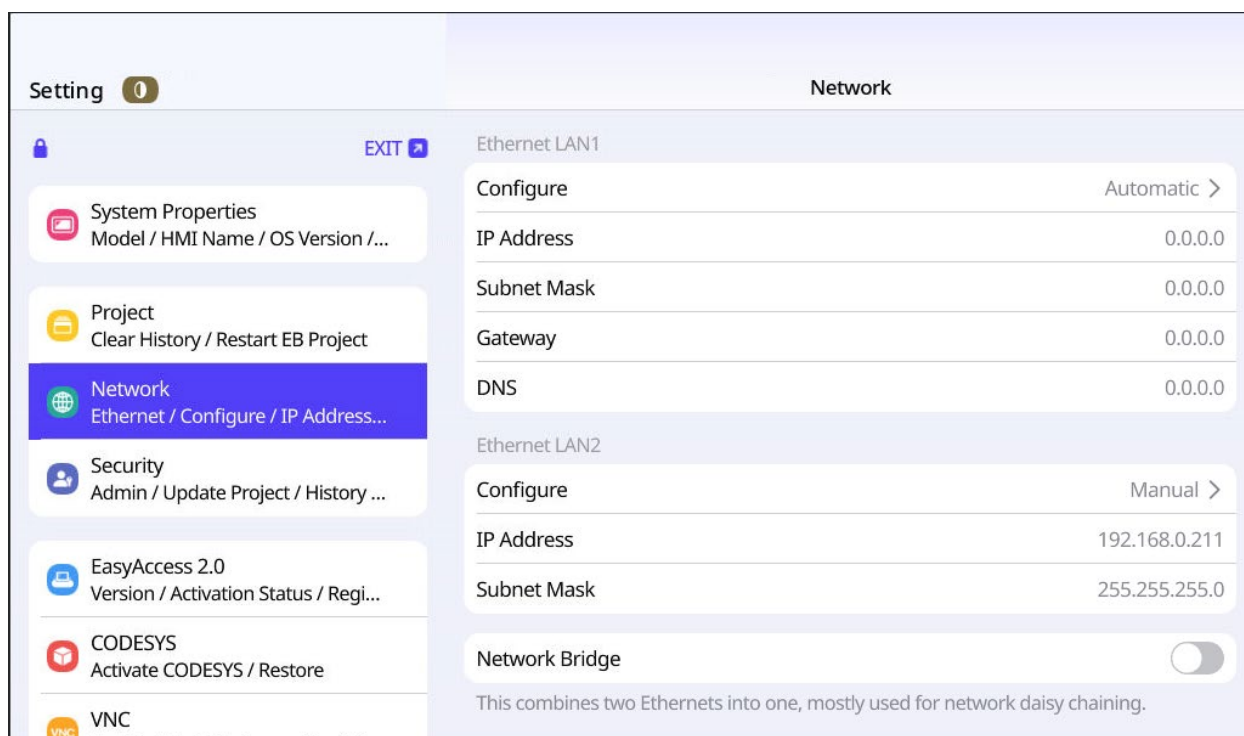 Setting
Network
EXIT
System Properties
Model / HMI Name / OS Version /...
Project
Clear History / Restart EB Project
Network
Ethernet / Configure / IP Address...
Security
Admin / Update Project / History ...
EasyAccess 2.0
Version / Activation Status / Regi...
CODESYS
Activate CODESYS / Restore
VNC
VNC
Ethernet LAN1
Configure Automatic
IP Address 0.0.0.0
Subnet Mask 0.0.0.0
Gateway 0.0.0.0
DNS 0.0.0.0
Ethernet LAN2
Configure Manual
IP Address 192.168.0.211
Subnet Mask 255.255.255.0
Network Bridge
This combines two Ethernets into one, mostly used for network daisy chaining.